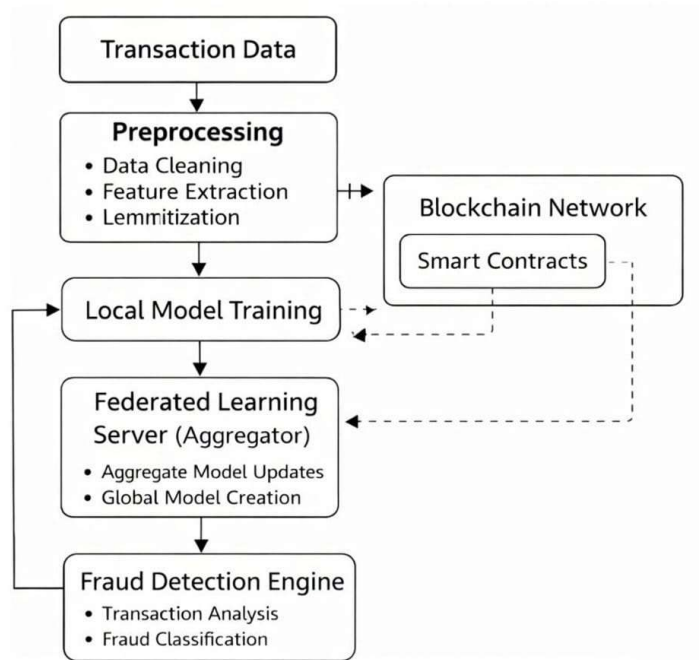 Transaction Data
Preprocessing
• Data Cleaning
• Feature Extraction
• Lemmitization
Blockchain Network
Smart Contracts
Local Model Training
Federated Learning
Server (Aggregator)
• Aggregate Model Updates
• Global Model Creation
Fraud Detection Engine
• Transaction Analysis
• Fraud Classification